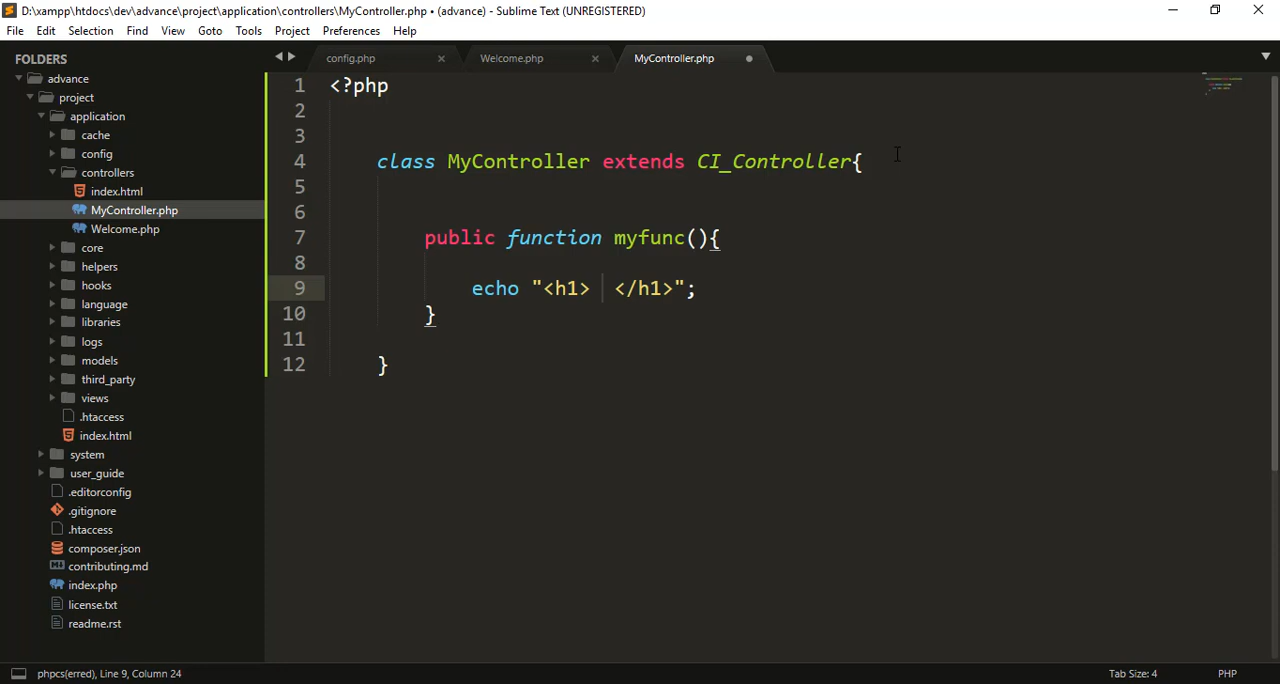 D:\xampp\htdocs\dev\advance\project\application\controllers\MyController.php • (advance) - Sublime Text (UNREGISTERED)
File Edit Selection Find View Goto Tools Project Preferences Help
FOLDERS
advance
project
application
cache
config
controllers
index.html
MyController.php
Welcome.php
core
helpers
hooks
language
libraries
logs
models
third_party
views
.htaccess
index.html
system
user_guide
.editorconfig
.gitignore
.htaccess
composer.json
contributing.md
index.php
license.txt
readme.rst
config.php Welcome.php MyController.php
1 <?php
2
3
4 class MyController extends CI_Controller{
5
6
7 public function myfunc(){
8
9 echo "<h1>  </h1>";
10 }
11
12 }
phpcs(erred), Line 9, Column 24 Tab Size: 4 PHP